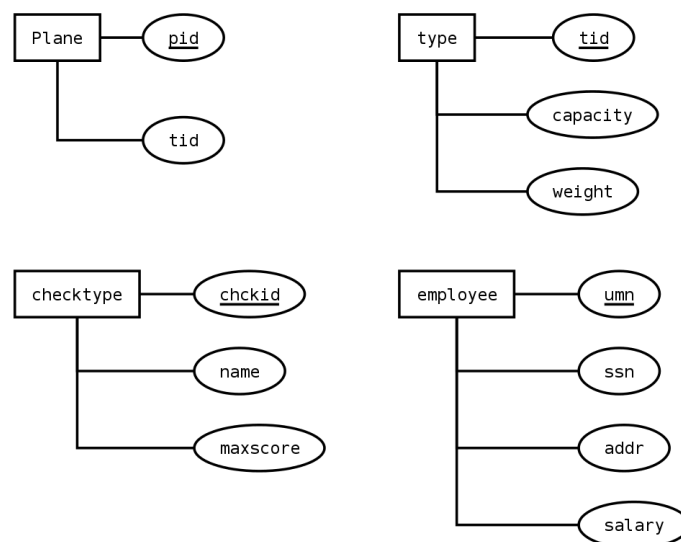 Plane
pid
tid
type
tid
capacity
weight
checktype
chckid
name
maxscore
employee
umn
ssn
addr
salary